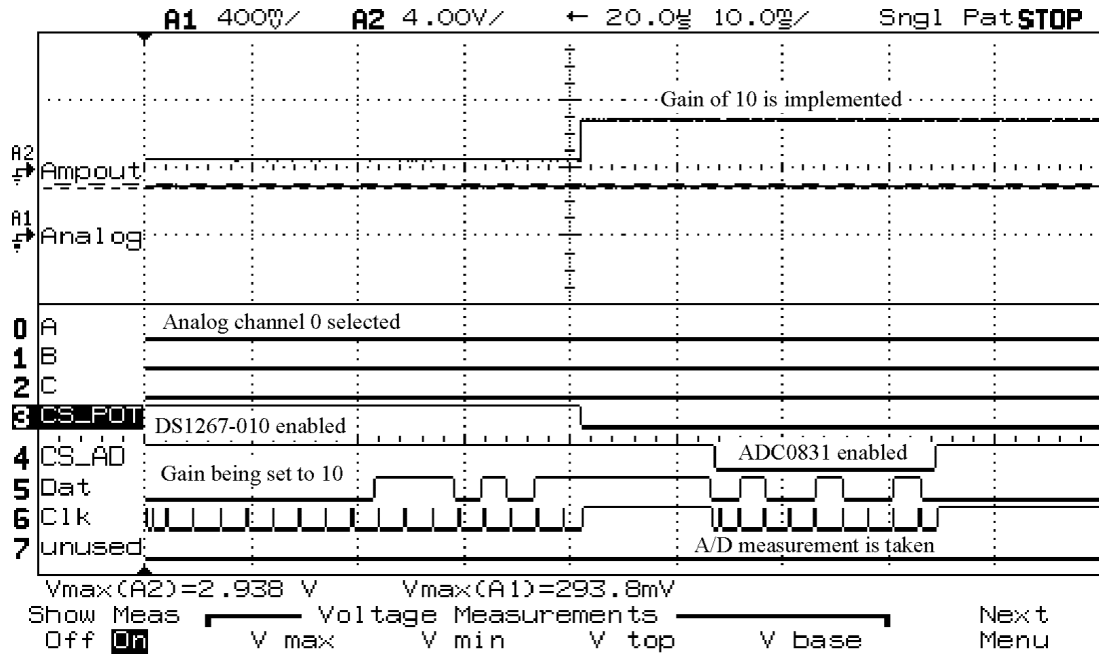 A1 400mV/ A2 4.00V/ ← 20.0ms 10.0ms/ Sngl Pat STOP
Gain of 10 is implemented
A2
Ampout
A1
Analog
0 A Analog channel 0 selected
1 B
2 C
3 CS_POT
DS1267-010 enabled
4 CS_AD ADC0831 enabled
Gain being set to 10
5 Dat
6 Clk
7 unused A/D measurement is taken
Vmax(A2)=2.938 V Vmax(A1)=293.8mV
Show Meas Voltage Measurements Next
Off On V max V min V top V base Menu